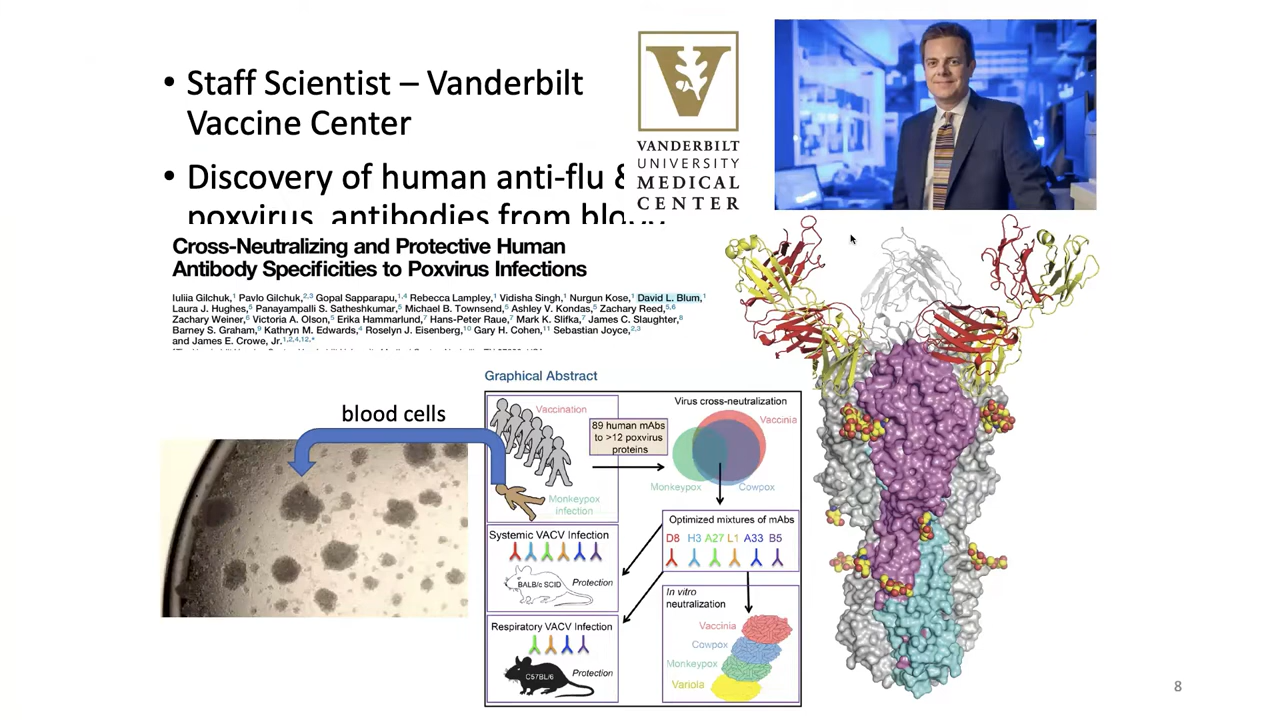 • Staff Scientist – Vanderbilt
Vaccine Center
• Discovery of human anti-flu &
poxvirus antibodies from blood
VANDERBILT
UNIVERSITY
MEDICAL
CENTER
Cross-Neutralizing and Protective Human
Antibody Specificities to Poxvirus Infections
Iuliia Gilchuk,1 Pavlo Gilchuk,2,3 Gopal Sapparapu,1,4 Rebecca Lampley,1 Vidisha Singh,1 Nurgun Kose,1 David L. Blum,1
Laura J. Hughes,5 Panayampalli S. Satheshkumar,5 Michael B. Townsend,5 Ashley V. Kondas,5 Zachary Reed,5,6
Zachary Weiner,6 Victoria A. Olson,5 Erika Hammarlund,7 Hans-Peter Raue,7 Mark K. Slifka,7 James C. Slaughter,8
Barney S. Graham,9 Kathryn M. Edwards,4 Roselyn J. Eisenberg,10 Gary H. Cohen,11 Sebastian Joyce,2,3
and James E. Crowe, Jr.1,2,4,12,*
Graphical Abstract
blood cells
Vaccination
Monkeypox
infection
89 human mAbs
to >12 poxvirus
proteins
Virus cross-neutralization
Vaccinia
Monkeypox
Cowpox
Optimized mixtures of mAbs
D8 H3 A27 L1 A33 B5
Systemic VACV Infection
BALB/c SCID
Protection
Respiratory VACV Infection
C57BL/6
Protection
In vitro
neutralization
Vaccinia
Cowpox
Monkeypox
Variola
8